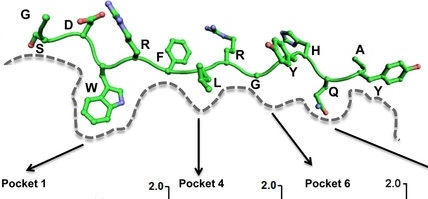 G
S
D
W
R
F
L
R
G
Y
H
Q
A
Y
Pocket 1
2.0
Pocket 4
2.0
Pocket 6
2.0